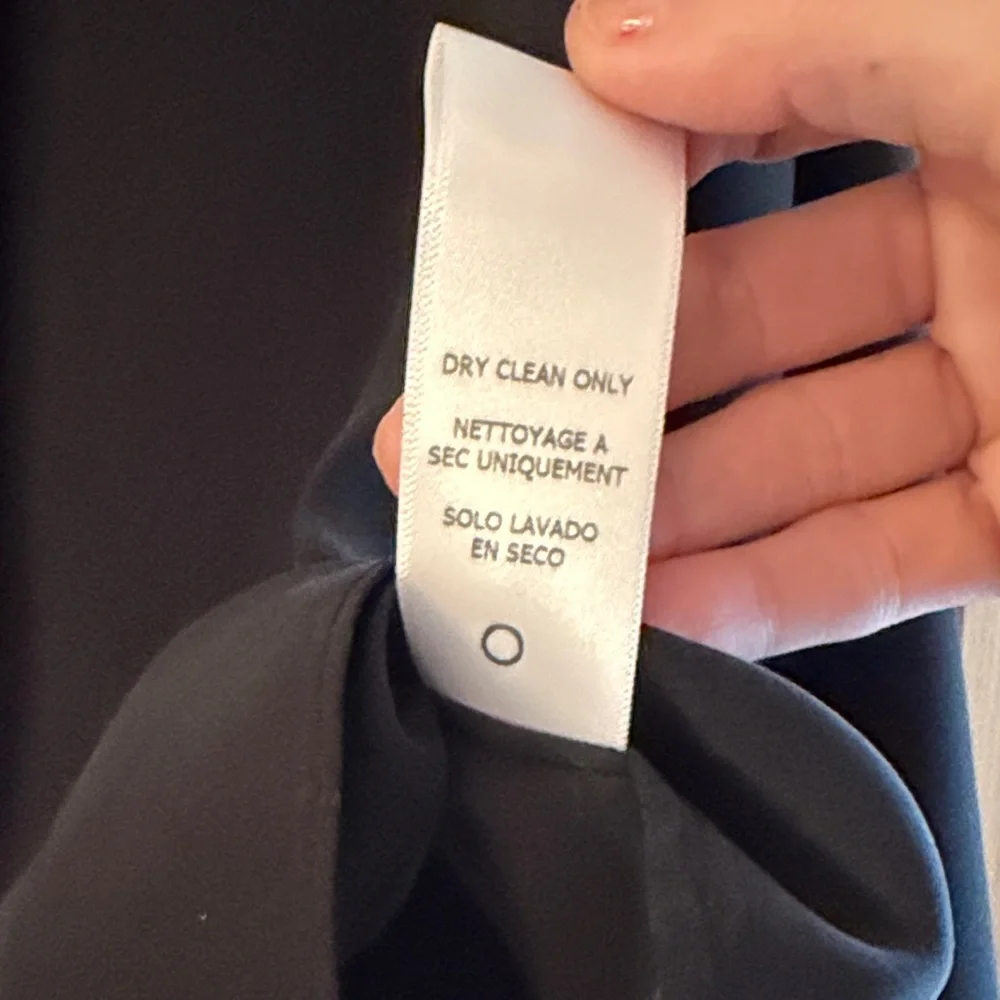 DRY CLEAN ONLY
NETTOYAGE A
SEC UNIQUEMENT
SOLO LAVADO
EN SECO